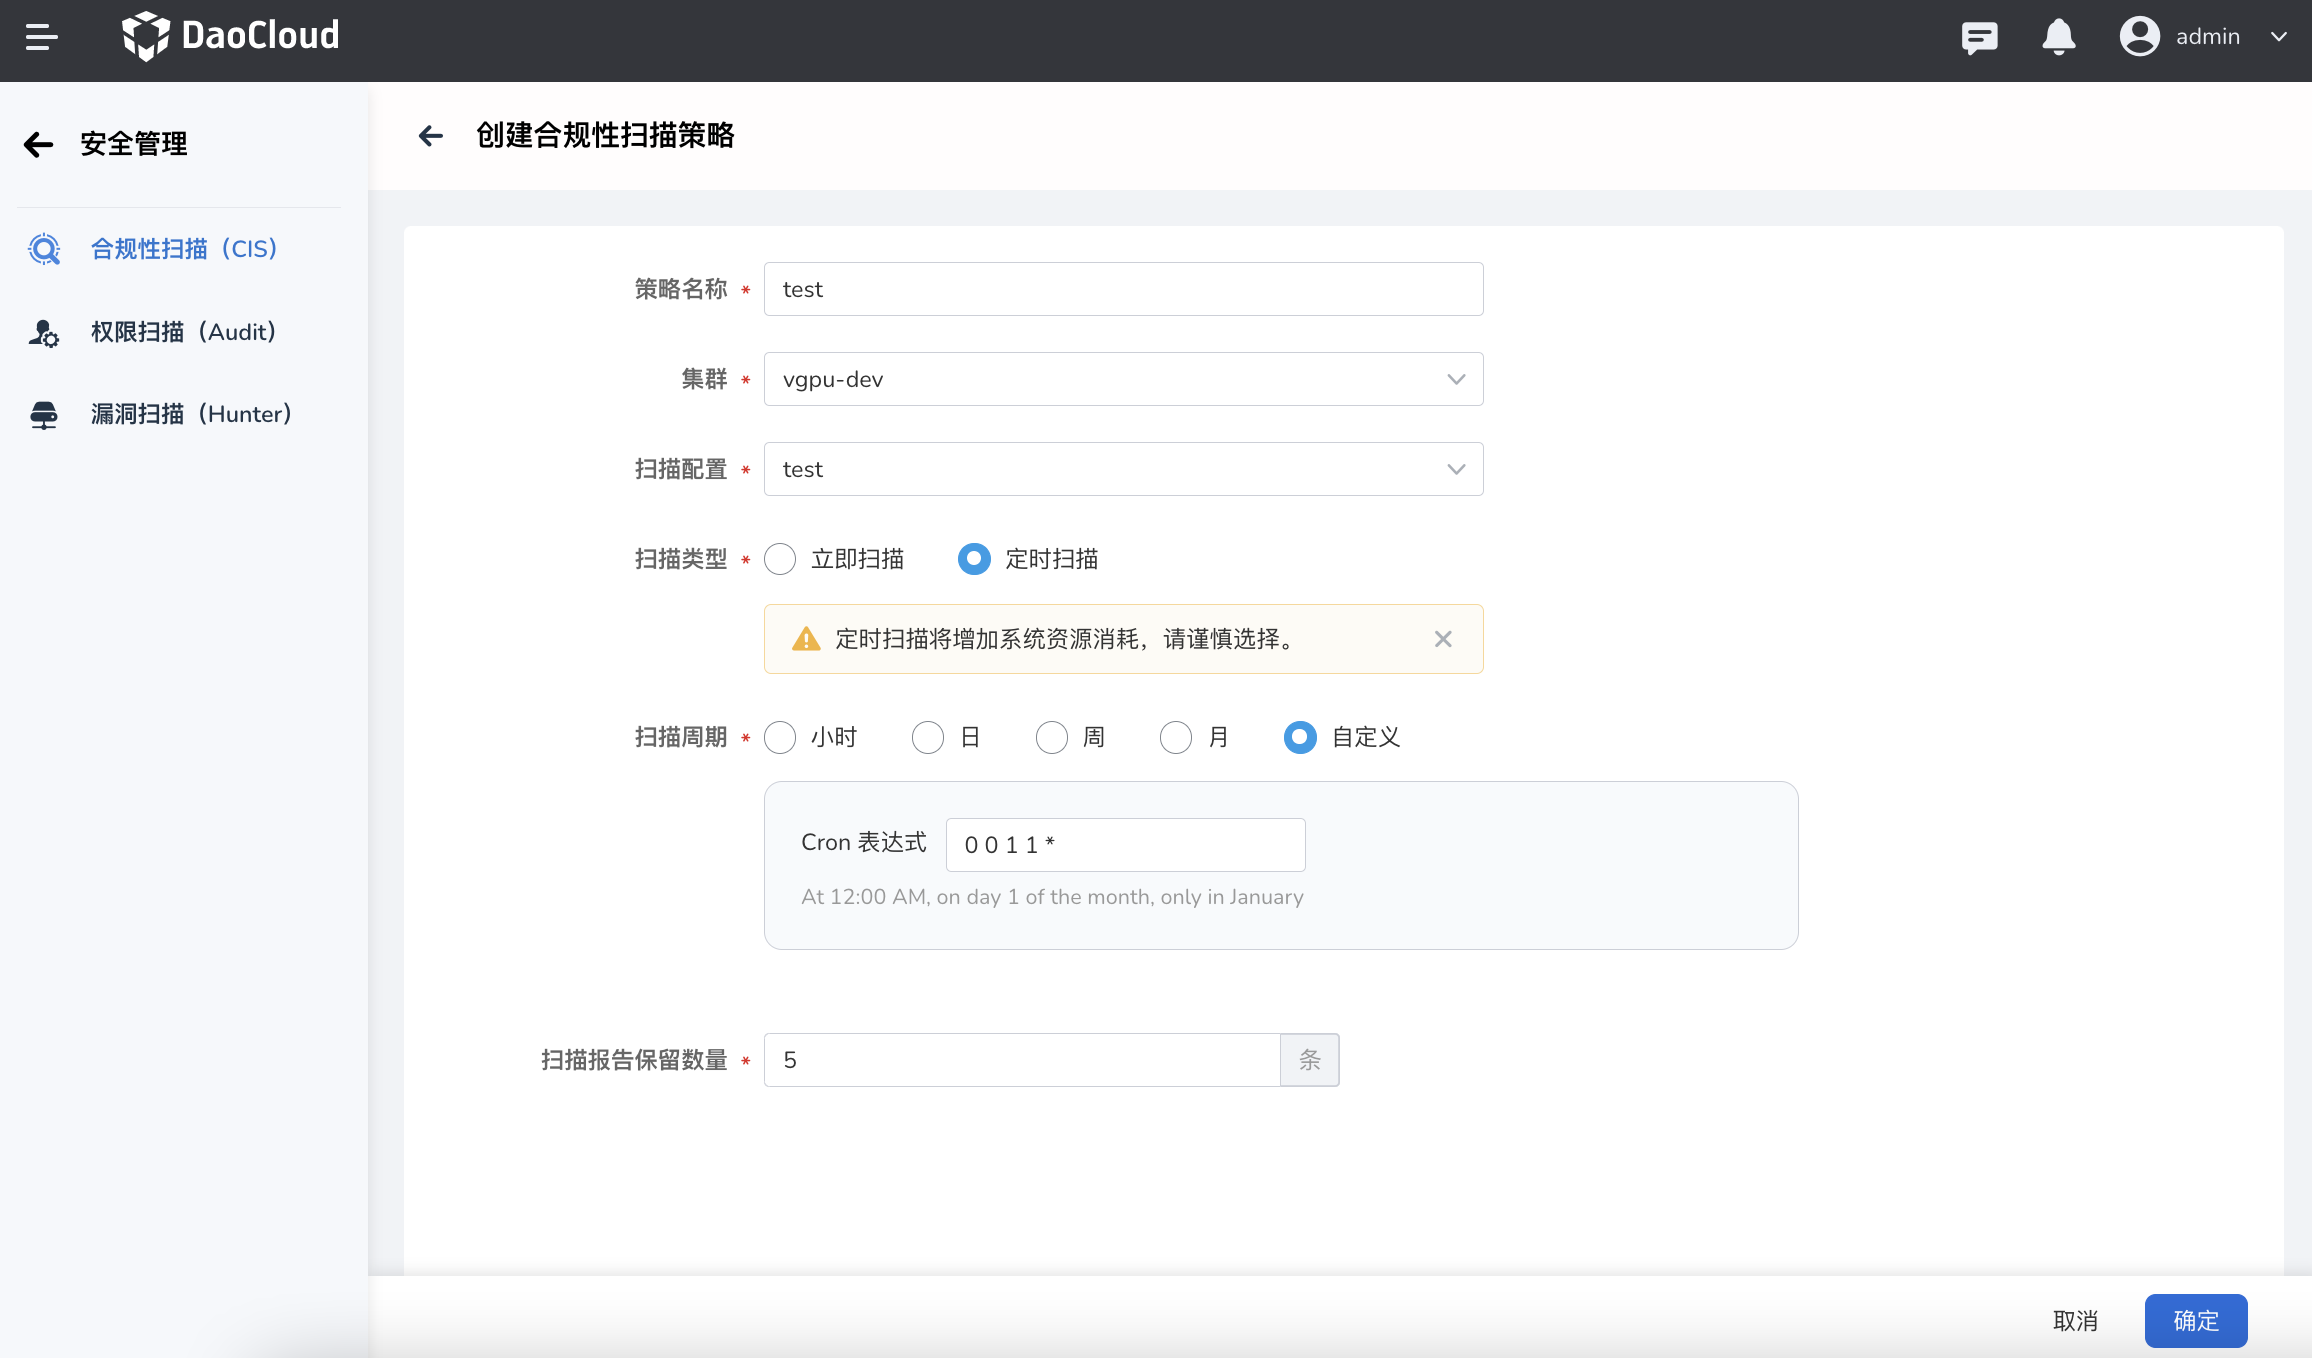 DaoCloud
admin
安全管理
合规性扫描（CIS）
权限扫描（Audit）
漏洞扫描（Hunter）
创建合规性扫描策略
策略名称 * test
集群 * vgpu-dev
扫描配置 * test
扫描类型 * 立即扫描 定时扫描
定时扫描将增加系统资源消耗，请谨慎选择。
扫描周期 * 小时 日 周 月 自定义
Cron 表达式 0 0 1 1 *
At 12:00 AM, on day 1 of the month, only in January
扫描报告保留数量 * 5 条
取消 确定